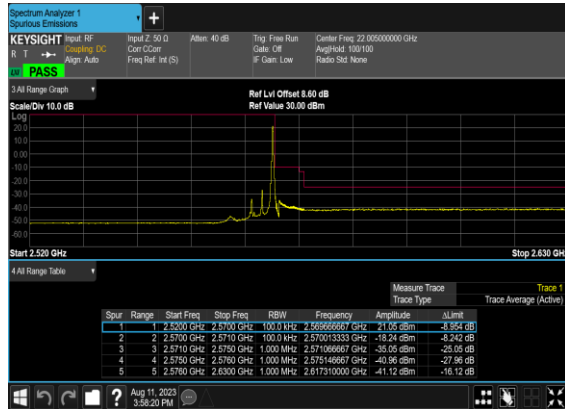 Spectrum Analyzer 1
Spurious Emissions
KEYSIGHT Input: RF Input Z: 50 Ω Atten: 40 dB Trig: Free Run Center Freq: 22.005000000 GHz
R T Coupling: DC Corr CCorr Gate: Off Avg|Hold: 100/100
Align: Auto Freq Ref: Int (S) IF Gain: Low Radio Std: None
PASS
3 All Range Graph
Ref Lvl Offset 8.60 dB
Scale/Div 10.0 dB Ref Value 30.00 dBm
Log
20.0
10.0
0.00
-10.0
-20.0
-30.0
-40.0
-50.0
-60.0
Start 2.520 GHz Stop 2.630 GHz
4 All Range Table
Measure Trace Trace 1
Trace Type Trace Average (Active)
Spur Range Start Freq Stop Freq RBW Frequency Amplitude ΔLimit
1 1 2.5200 GHz 2.5700 GHz 100.0 kHz 2.569666667 GHz 21.05 dBm -8.954 dB
2 2 2.5700 GHz 2.5710 GHz 100.0 kHz 2.570013333 GHz -18.24 dBm -8.242 dB
3 3 2.5710 GHz 2.5750 GHz 1.000 MHz 2.571066667 GHz -35.05 dBm -25.05 dB
4 4 2.5750 GHz 2.5760 GHz 1.000 MHz 2.575146667 GHz -40.96 dBm -27.96 dB
5 5 2.5760 GHz 2.6300 GHz 1.000 MHz 2.617310000 GHz -41.12 dBm -16.12 dB
Aug 11, 2023
3:58:20 PM